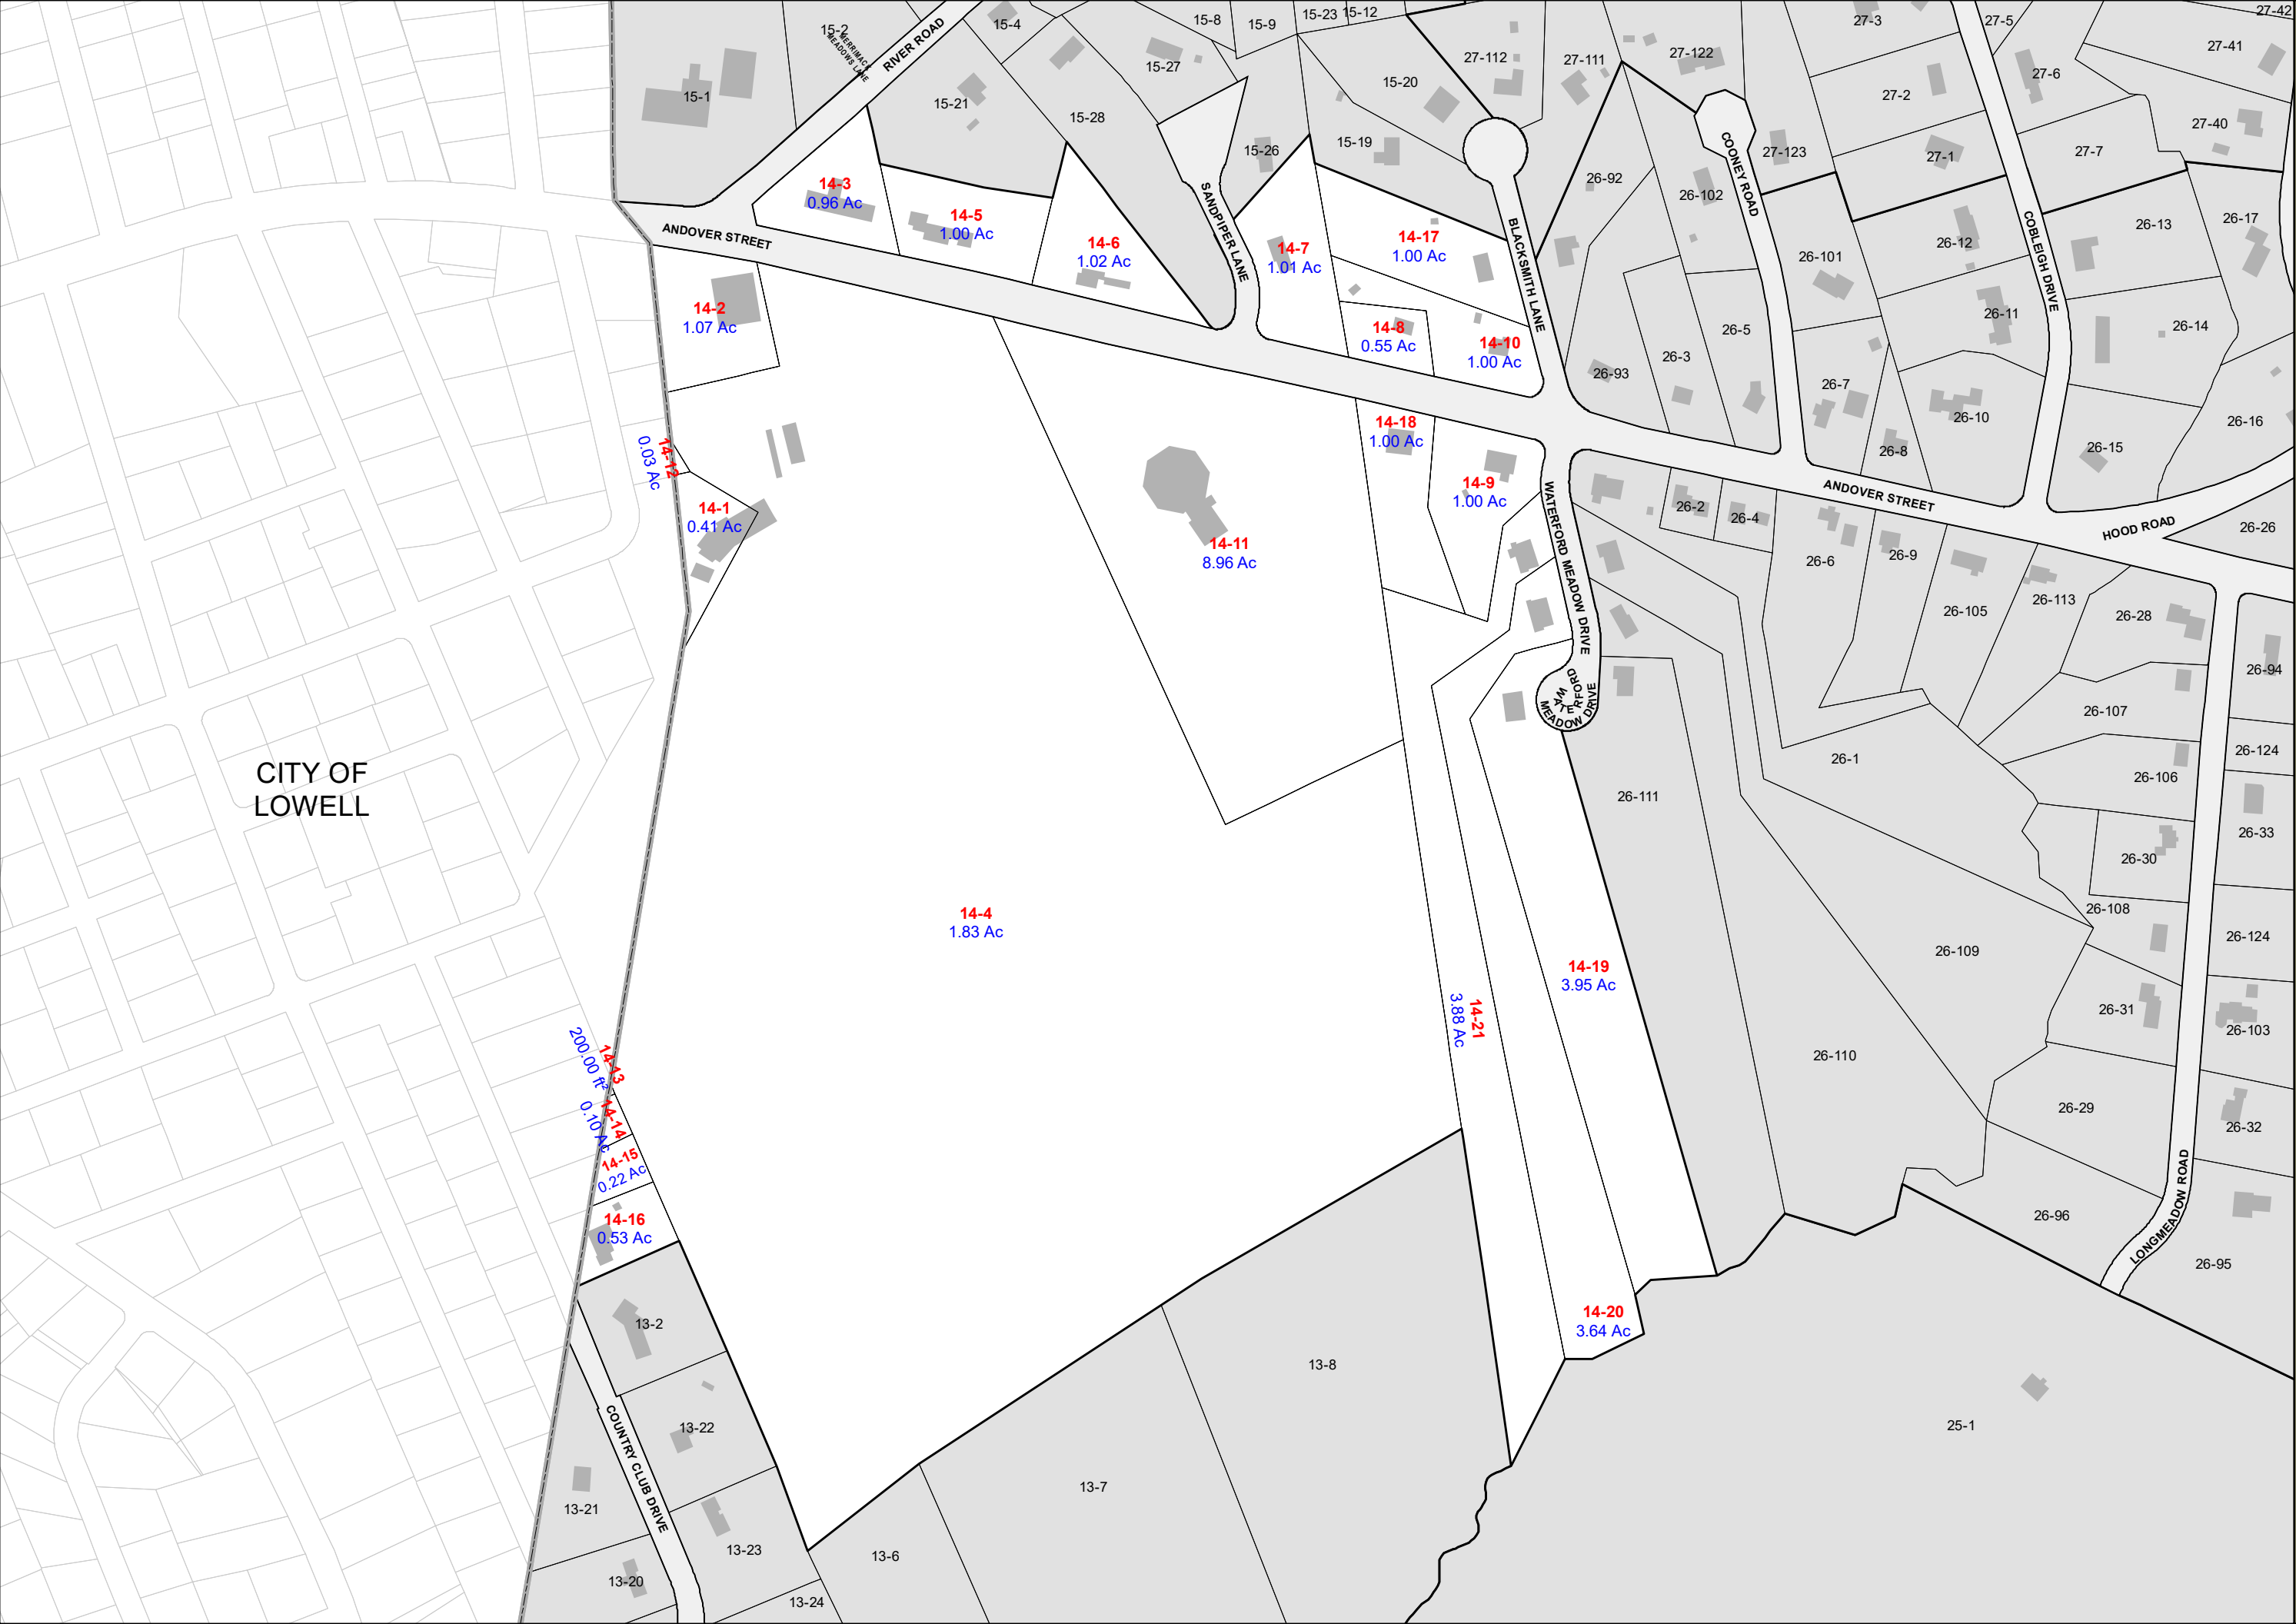 15-2
MERRIMACK
MEADOWS LANE
RIVER ROAD
15-4
15-8
15-9
15-23
15-12
27-3
27-5
27-42
15-1
15-21
15-27
15-28
15-20
27-112
27-111
27-122
27-2
27-6
27-41
27-40
15-26
15-19
26-92
26-102
COONEY ROAD
27-123
27-1
27-7
14-3
0.96 Ac
14-5
1.00 Ac
14-6
1.02 Ac
SANDPIPER LANE
14-7
1.01 Ac
14-17
1.00 Ac
BLACKSMITH LANE
26-101
26-12
COBLEIGH DRIVE
26-13
26-17
ANDOVER STREET
14-2
1.07 Ac
14-8
0.55 Ac
14-10
1.00 Ac
26-93
26-3
26-5
26-11
26-14
26-7
26-10
26-8
26-15
26-16
14-12
0.03 Ac
14-1
0.41 Ac
14-11
8.96 Ac
14-18
1.00 Ac
14-9
1.00 Ac
WATERFORD MEADOW DRIVE
26-2
26-4
ANDOVER STREET
HOOD ROAD
26-26
26-6
26-9
26-105
26-113
26-28
26-94
WATERFORD
MEADOW DRIVE
26-107
26-124
26-1
26-106
26-111
26-33
26-30
CITY OF
LOWELL
14-4
1.83 Ac
26-108
26-124
26-109
14-19
3.95 Ac
14-21
3.88 Ac
26-31
26-103
26-110
14-13
200.00 ft²
14-14
0.10 Ac
14-15
0.22 Ac
14-16
0.53 Ac
26-29
26-32
26-96
LONGMEADOW ROAD
26-95
14-20
3.64 Ac
13-2
13-8
13-22
25-1
COUNTRY CLUB DRIVE
13-7
13-21
13-23
13-6
13-20
13-24